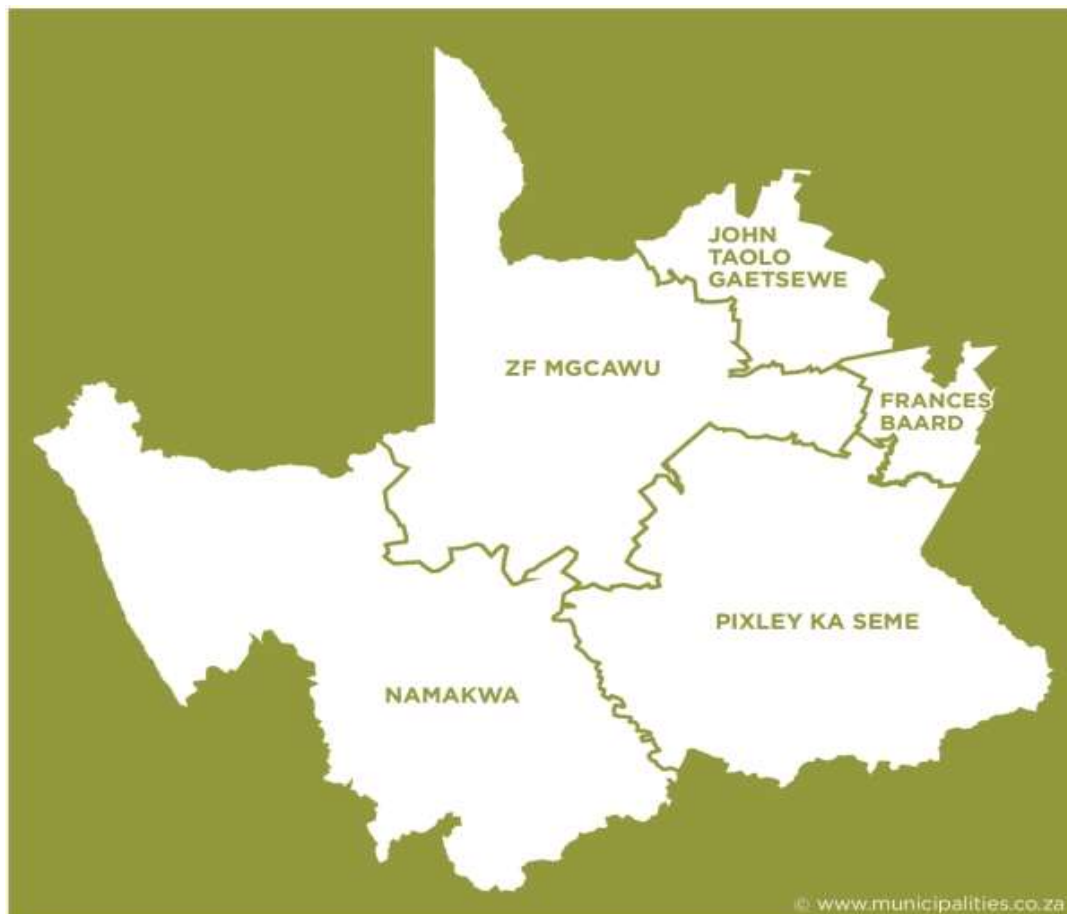 JOHN
TAOLO
GAETSEWE
ZF MGCAWU
FRANCES
BAARD
PIXLEY KA SEME
NAMAKWA
© www.municipalities.co.za